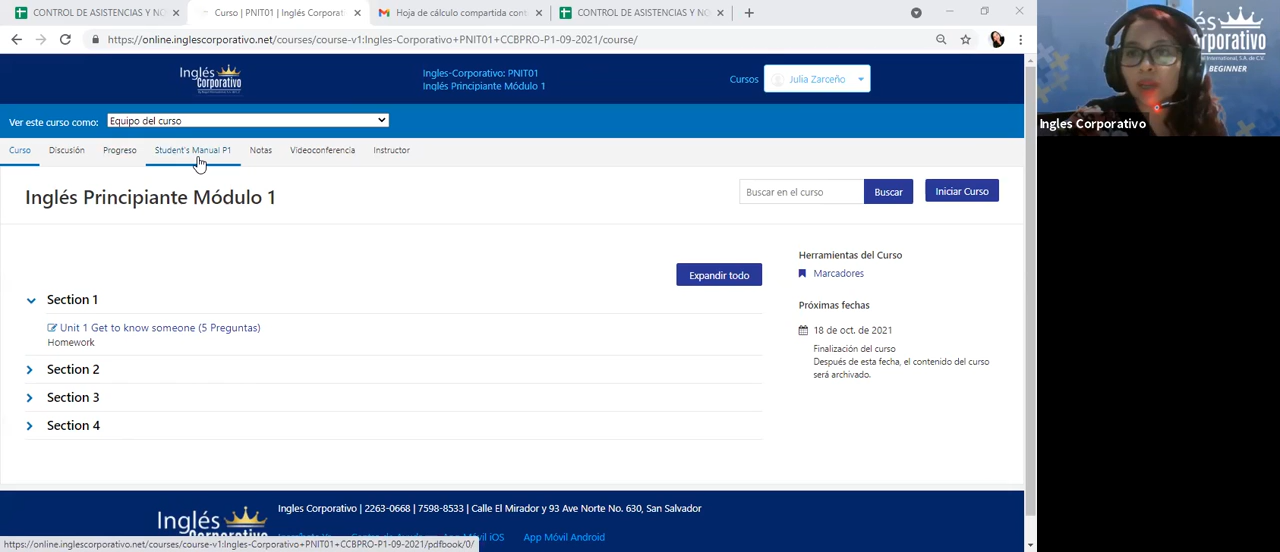 CONTROL DE ASISTENCIAS Y NO
Curso | PNIT01 | Inglés Corporati
Hoja de cálculo compartida cont
CONTROL DE ASISTENCIAS Y NO
https://online.inglescorporativo.net/courses/course-v1:Ingles-Corporativo+PNIT01+CCBPRO-P1-09-2021/course/
Inglés Corporativo
Ingles-Corporativo: PNIT01
Inglés Principiante Módulo 1
Cursos
Julia Zarceño
Ver este curso como:
Equipo del curso
Curso
Discusión
Progreso
Student's Manual P1
Notas
Videoconferencia
Instructor
Inglés Principiante Módulo 1
Buscar en el curso
Buscar
Iniciar Curso
Expandir todo
Section 1
Unit 1 Get to know someone (5 Preguntas)
Homework
Section 2
Section 3
Section 4
Herramientas del Curso
Marcadores
Próximas fechas
18 de oct. de 2021
Finalización del curso
Después de esta fecha, el contenido del curso
será archivado.
Inglés
Corporativo
Ingles Corporativo | 2263-0668 | 7598-8533 | Calle El Mirador y 93 Ave Norte No. 630, San Salvador
App Móvil iOS
App Móvil Android
https://online.inglescorporativo.net/courses/course-v1:Ingles-Corporativo+PNIT01+CCBPRO-P1-09-2021/pdfbook/0/
glés
rporativo
l International, S.A. de C.V.
BEGINNER
Ingles Corporativo